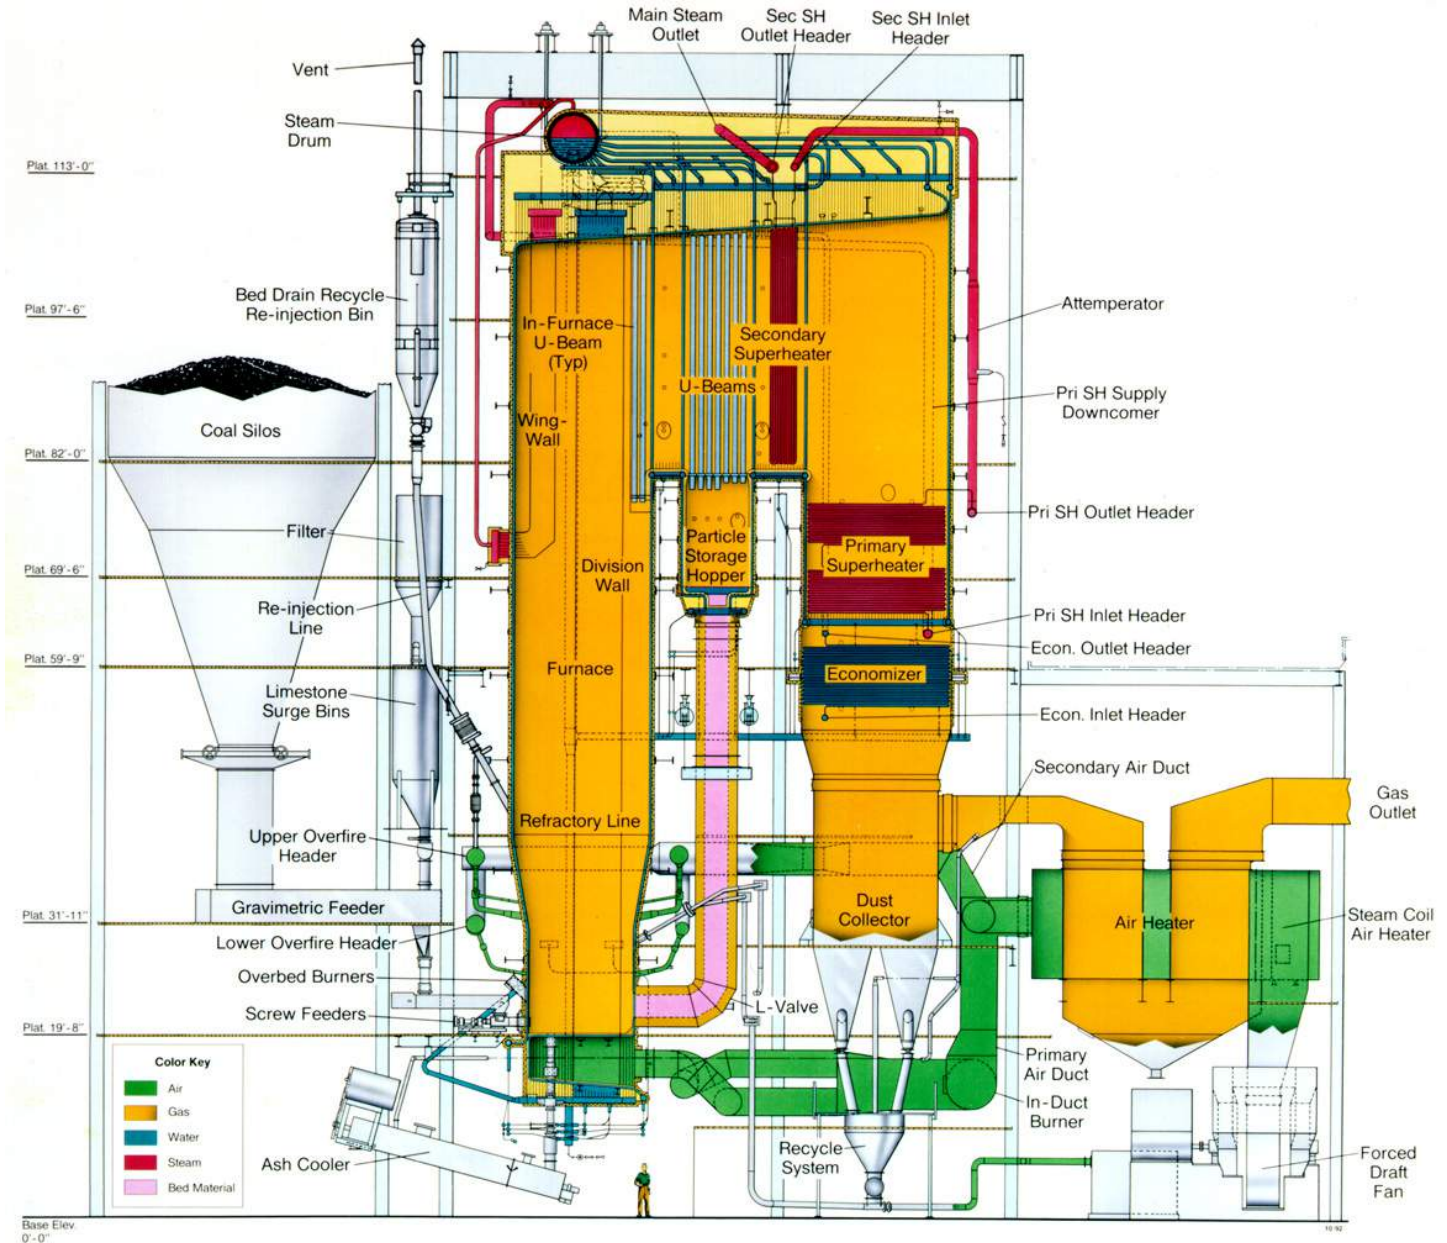 Main Steam
Outlet
Sec SH
Outlet Header
Sec SH Inlet
Header
Vent
Steam
Drum
Plat. 113'-0"
Bed Drain Recycle
Re-injection Bin
Plat. 97'-6"
In-Furnace
U-Beam
(Typ)
Secondary
Superheater
Attemperator
U-Beams
Pri SH Supply
Downcomer
Coal Silos
Wing-
Wall
Plat. 82'-0"
Pri SH Outlet Header
Filter
Particle
Storage
Hopper
Primary
Superheater
Division
Wall
Plat. 69'-6"
Re-injection
Line
Pri SH Inlet Header
Econ. Outlet Header
Plat. 59'-9"
Furnace
Economizer
Limestone
Surge Bins
Econ. Inlet Header
Secondary Air Duct
Gas
Outlet
Refractory Line
Upper Overfire
Header
Gravimetric Feeder
Dust
Collector
Air Heater
Steam Coil
Air Heater
Plat. 31'-11"
Lower Overfire Header
Overbed Burners
L-Valve
Screw Feeders
Plat. 19'-8"
Color Key
Air
Gas
Water
Steam
Bed Material
Primary
Air Duct
In-Duct
Burner
Ash Cooler
Recycle
System
Forced
Draft
Fan
Base Elev.
0'-0"
10 92